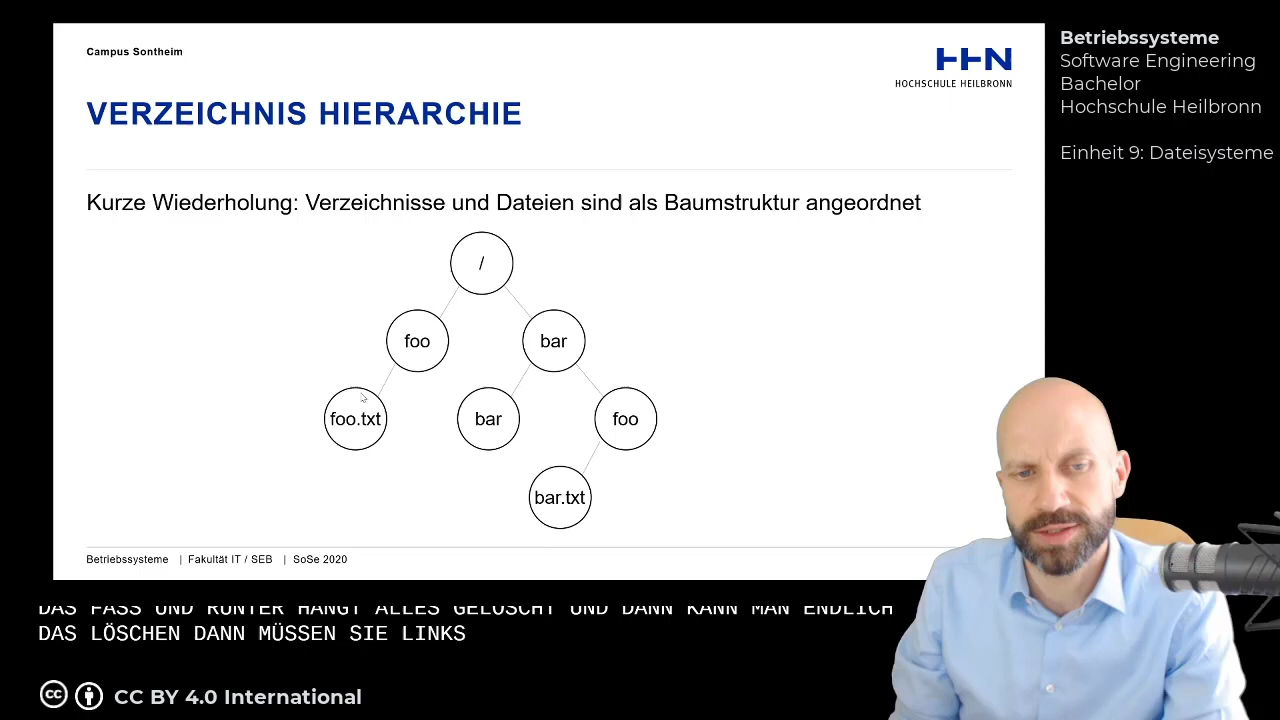 Campus Sontheim
HHN
HOCHSCHULE HEILBRONN
VERZEICHNIS HIERARCHIE
Kurze Wiederholung: Verzeichnisse und Dateien sind als Baumstruktur angeordnet
/
foo
bar
foo.txt
bar
foo
bar.txt
Betriebssysteme | Fakultät IT / SEB | SoSe 2020
Betriebssysteme
Software Engineering
Bachelor
Hochschule Heilbronn
Einheit 9: Dateisysteme
DAS FASS UND RUNTER HÄNGT ALLES GELÖSCHT UND DANN KANN MAN ENDLICH
DAS LÖSCHEN DANN MÜSSEN SIE LINKS
cc CC BY 4.0 International